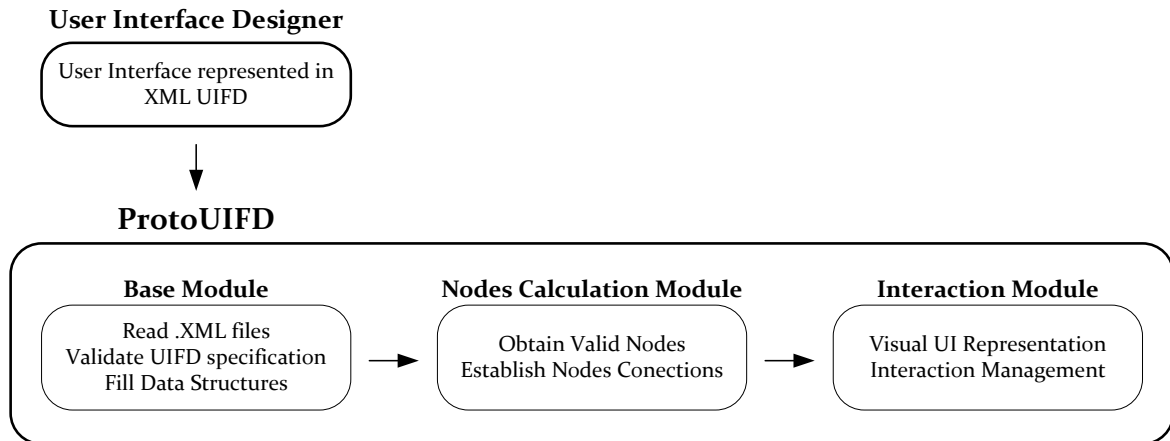 User Interface Designer
User Interface represented in
XML UIFD
ProtoUIFD
Base Module
Read .XML files
Validate UIFD specification
Fill Data Structures
Nodes Calculation Module
Obtain Valid Nodes
Establish Nodes Conections
Interaction Module
Visual UI Representation
Interaction Management